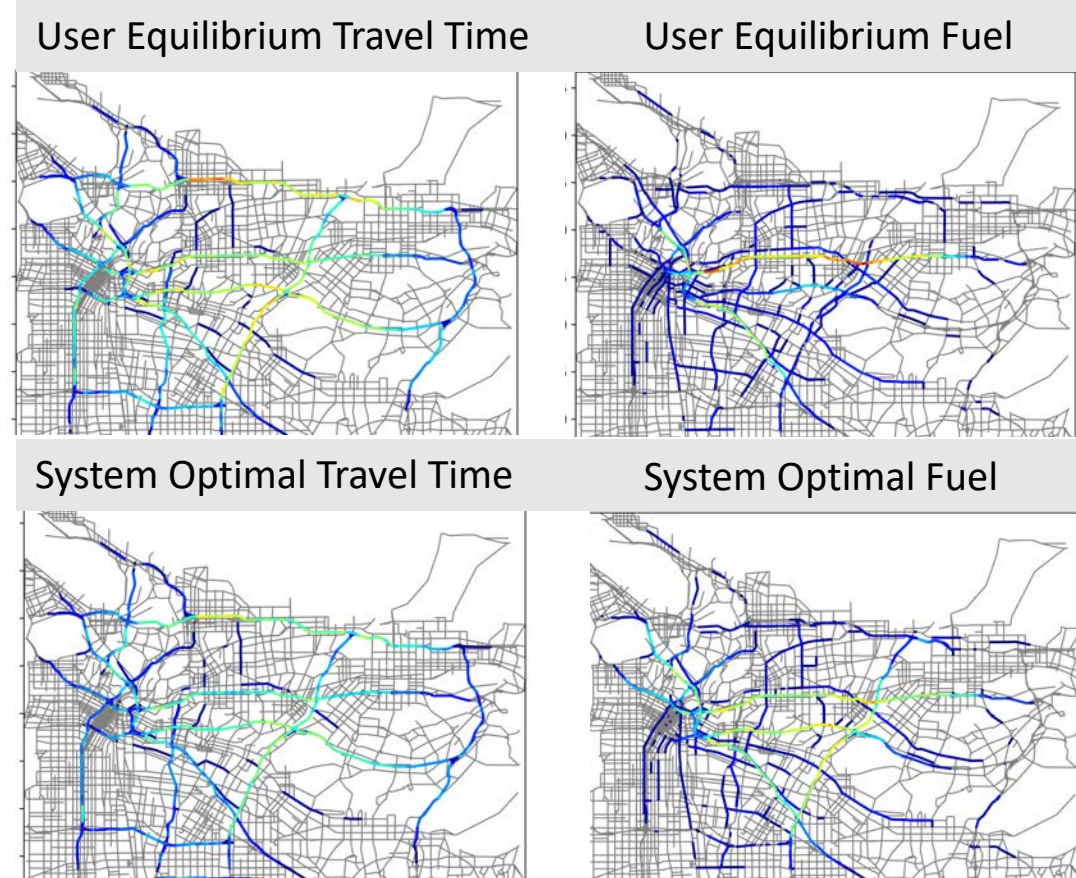 User Equilibrium Travel Time
User Equilibrium Fuel
System Optimal Travel Time
System Optimal Fuel